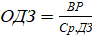 ОДЗ = ВР / Ср.ДЗ